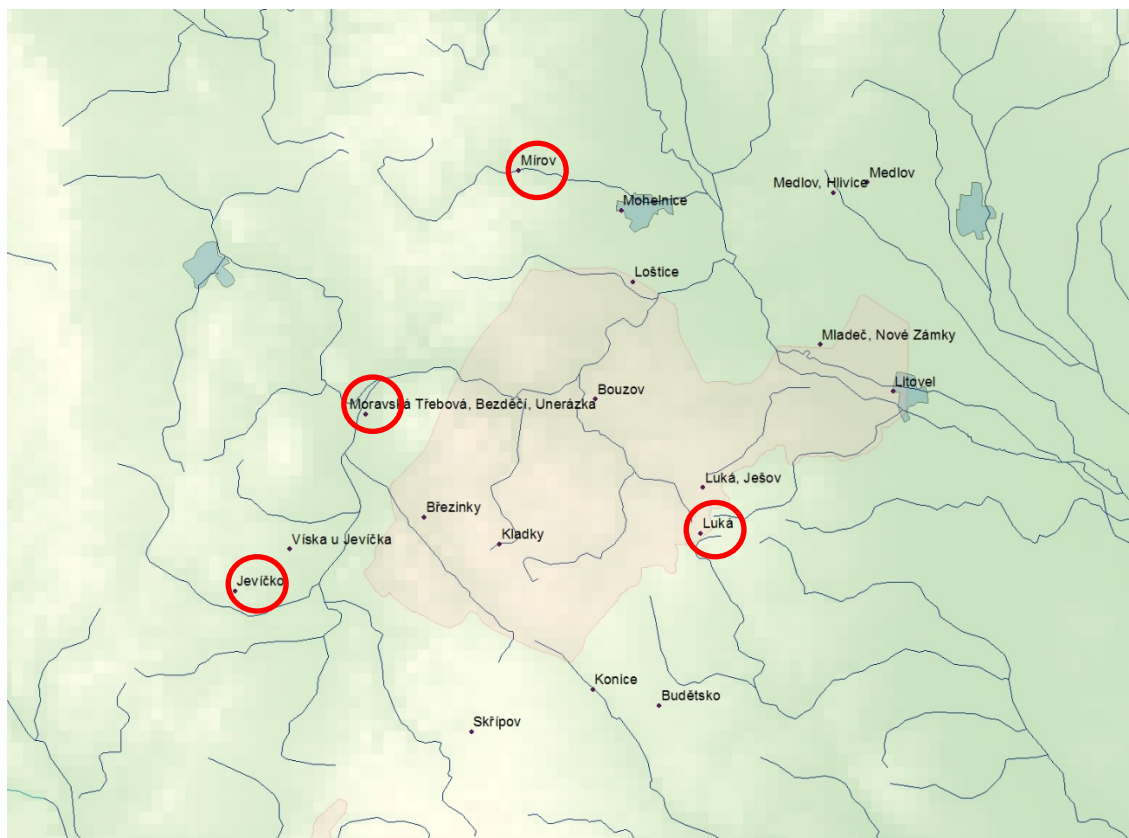 Mírov
Medlov
Medlov, Hlivice
Mohelnice
Loštice
Mladeč, Nové Zámky
Litovel
Bouzov
Moravská Třebová, Bezděčí, Unerázka
Luká, Ješov
Březinky
Luká
Kladky
Víska u Jevíčka
Jevíčko
Konice
Budětsko
Skřípov